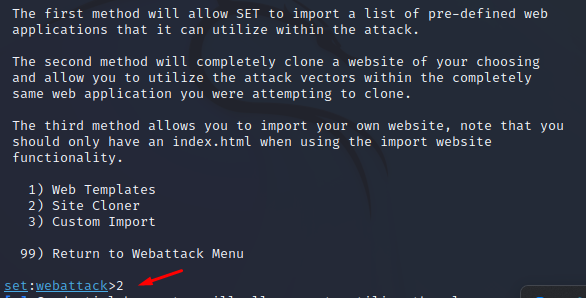 The first method will allow SET to import a list of pre-defined web
applications that it can utilize within the attack.
The second method will completely clone a website of your choosing
and allow you to utilize the attack vectors within the completely
same web application you were attempting to clone.
The third method allows you to import your own website, note that you
should only have an index.html when using the import website
functionality.
1) Web Templates
2) Site Cloner
3) Custom Import
99) Return to Webattack Menu
set:webattack>2